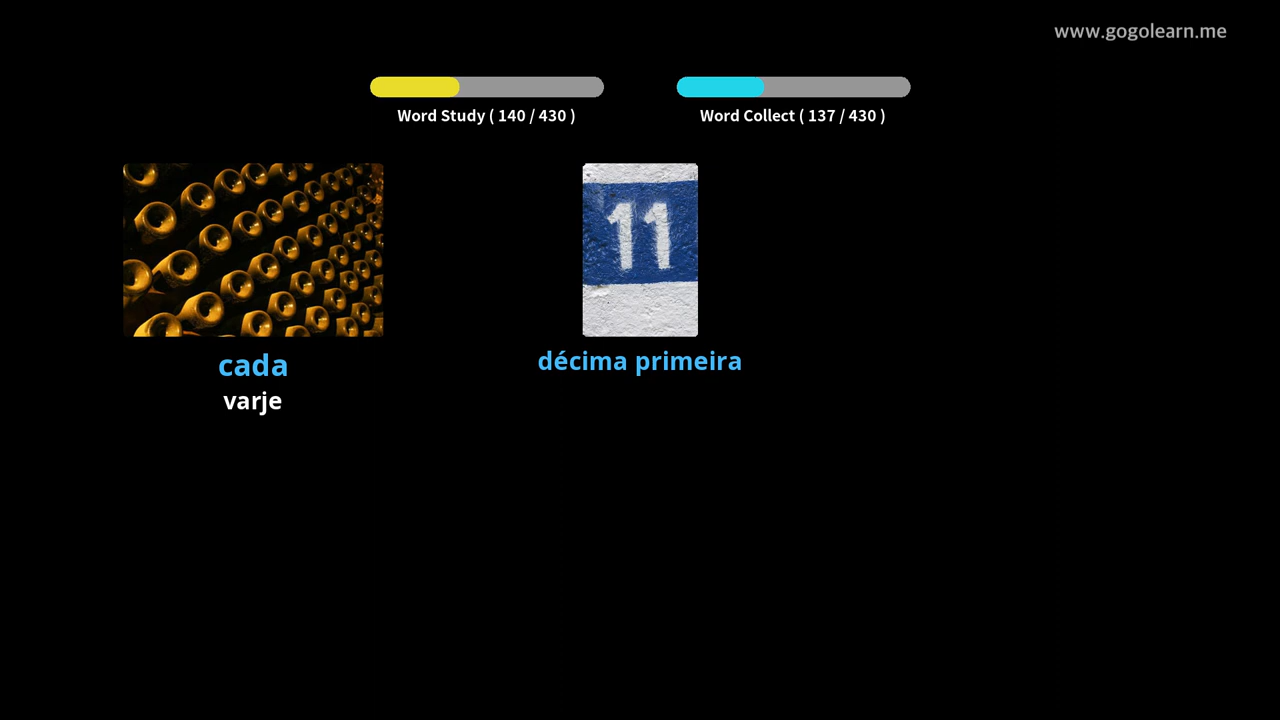 www.gogolearn.me
Word Study ( 140 / 430 )
Word Collect ( 137 / 430 )
11
cada
varje
décima primeira